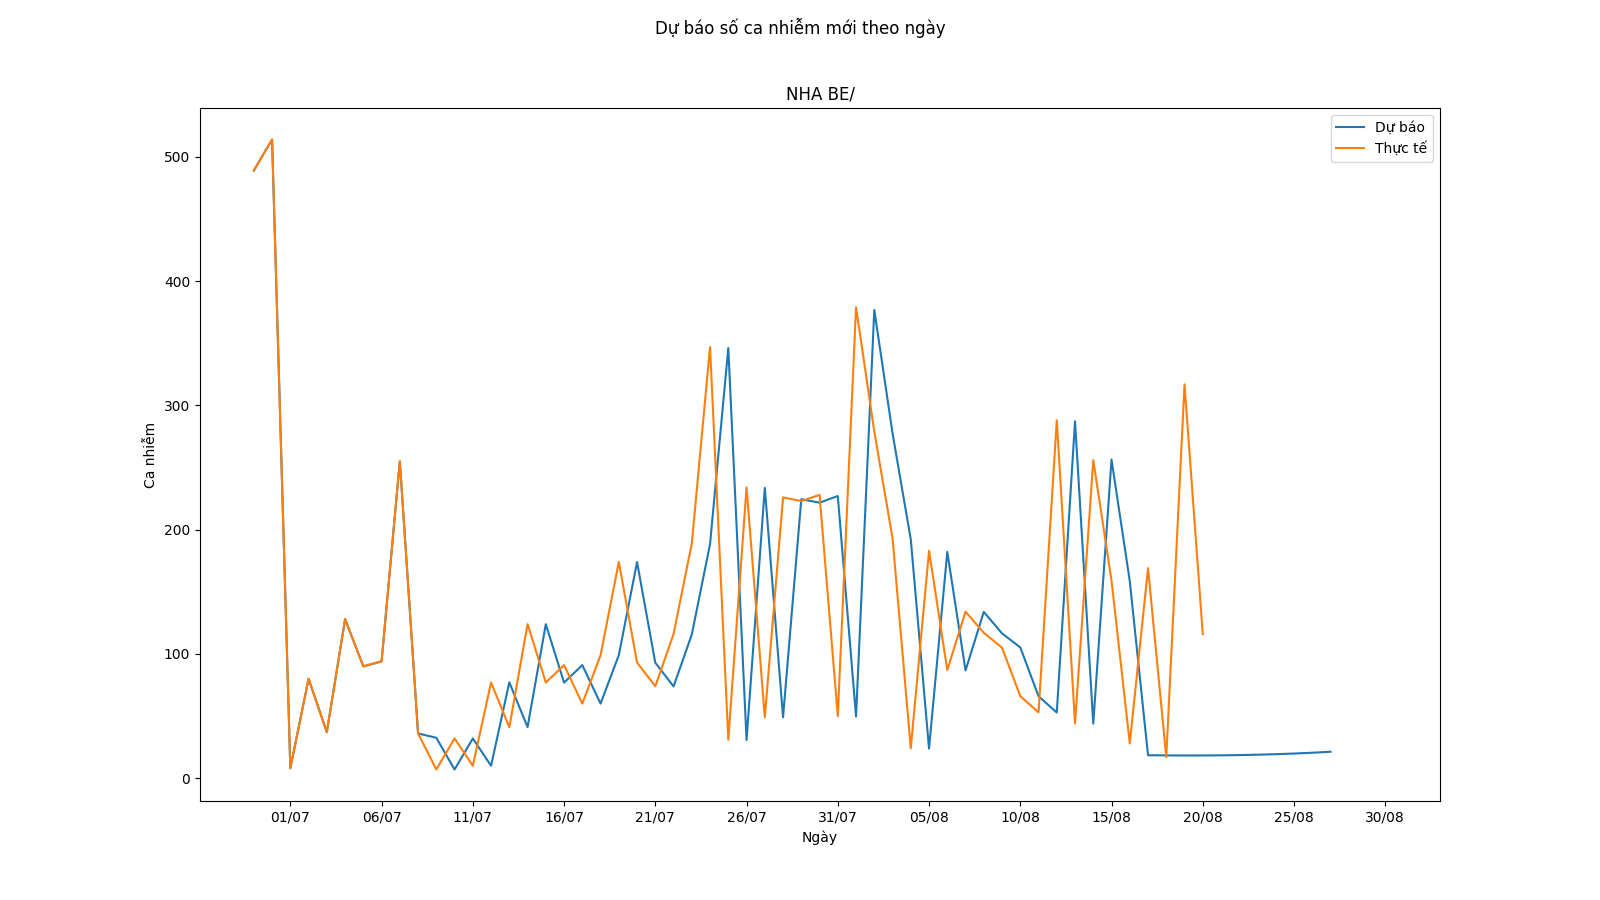 Dự báo số ca nhiễm mới theo ngày
NHA BE/
Dự báo
Thực tế
500
400
300
200
100
0
Ca nhiễm
01/07 06/07 11/07 16/07 21/07 26/07 31/07 05/08 10/08 15/08 20/08 25/08 30/08
Ngày